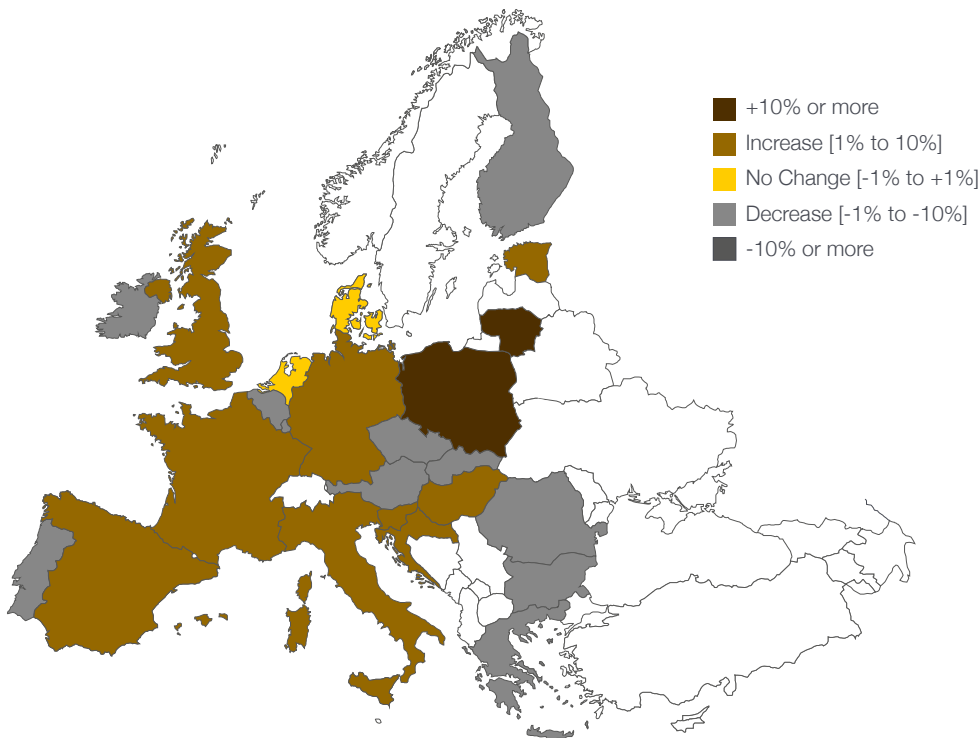 +10% or more
Increase [1% to 10%]
No Change [-1% to +1%]
Decrease [-1% to -10%]
-10% or more